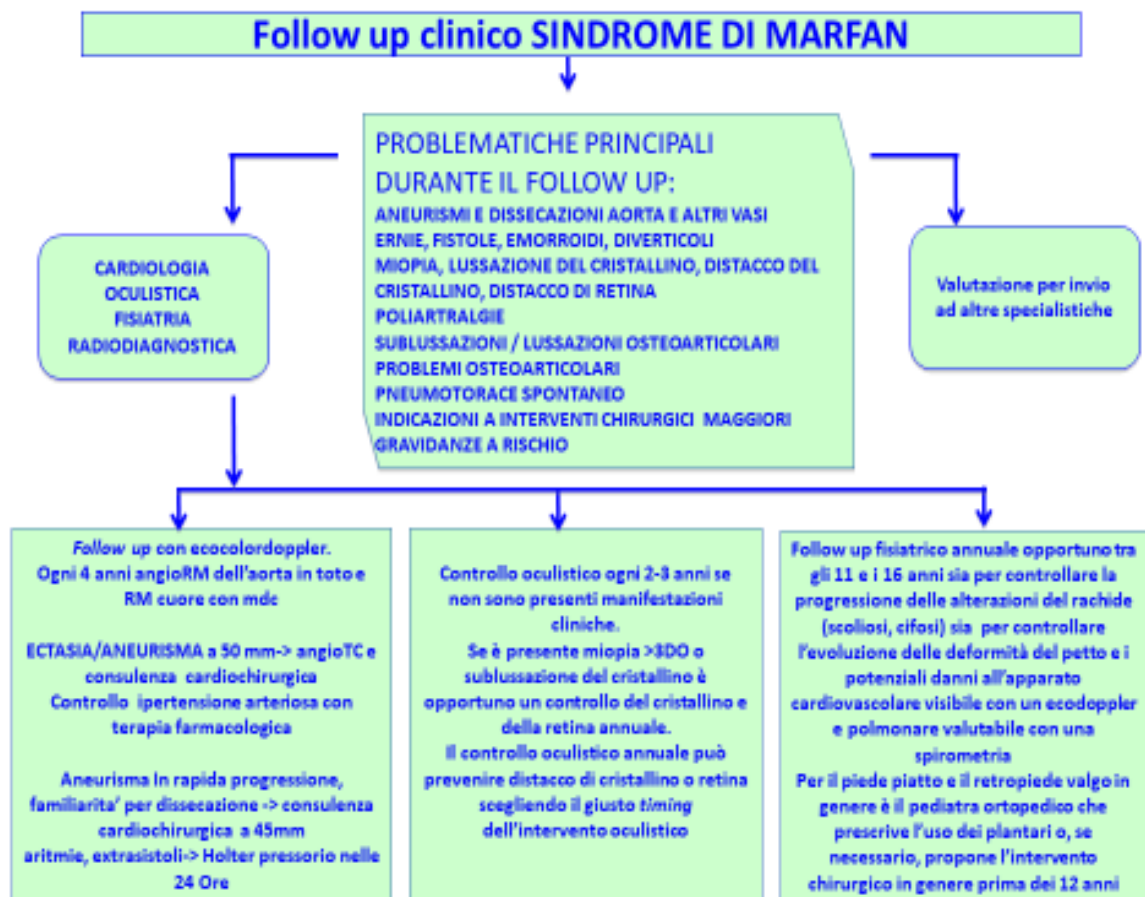 Follow up clinico SINDROME DI MARFAN
PROBLEMATICHE PRINCIPALI
DURANTE IL FOLLOW UP:
ANEURISMI E DISSECAZIONI AORTA E ALTRI VASI
ERNIE, FISTOLE, EMORROIDI, DIVERTICOLI
MIOPIA, LUSSAZIONE DEL CRISTALLINO, DISTACCO DEL
CRISTALLINO, DISTACCO DI RETINA
POLIARTRALGIE
SUBLUSSAZIONI / LUSSAZIONI OSTEOARTICOLARI
PROBLEMI OSTEOARTICOLARI
PNEUMOTORACE SPONTANEO
INDICAZIONI A INTERVENTI CHIRURGICI MAGGIORI
GRAVIDANZE A RISCHIO
CARDIOLOGIA
OCULISTICA
FISIATRIA
RADIODIAGNOSTICA
Valutazione per invio
ad altre specialistiche
Follow up con ecocolordoppler.
Ogni 4 anni angioRM dell'aorta in toto e
RM cuore con mdc
ECTASIA/ANEURISMA a 50 mm-> angioTC e
consulenza cardiochirurgica
Controllo ipertensione arteriosa con
terapia farmacologica
Aneurisma In rapida progressione,
familiarita' per dissecazione -> consulenza
cardiochirurgica a 45mm
aritmie, extrasistoli-> Holter pressorio nelle
24 Ore
Controllo oculistico ogni 2-3 anni se
non sono presenti manifestazioni
cliniche.
Se è presente miopia >3DO o
sublussazione del cristallino è
opportuno un controllo del cristallino e
della retina annuale.
Il controllo oculistico annuale può
prevenire distacco di cristallino o retina
scegliendo il giusto timing
dell'intervento oculistico
Follow up fisiatrico annuale opportuno tra
gli 11 e i 16 anni sia per controllare la
progressione delle alterazioni del rachide
(scoliosi, cifosi) sia per controllare
l'evoluzione delle deformità del petto e i
potenziali danni all'apparato
cardiovascolare visibile con un ecodoppler
e polmonare valutabile con una
spirometria
Per il piede piatto e il retropiede valgo in
genere è il pediatra ortopedico che
prescrive l'uso dei plantari o, se
necessario, propone l'intervento
chirurgico in genere prima dei 12 anni